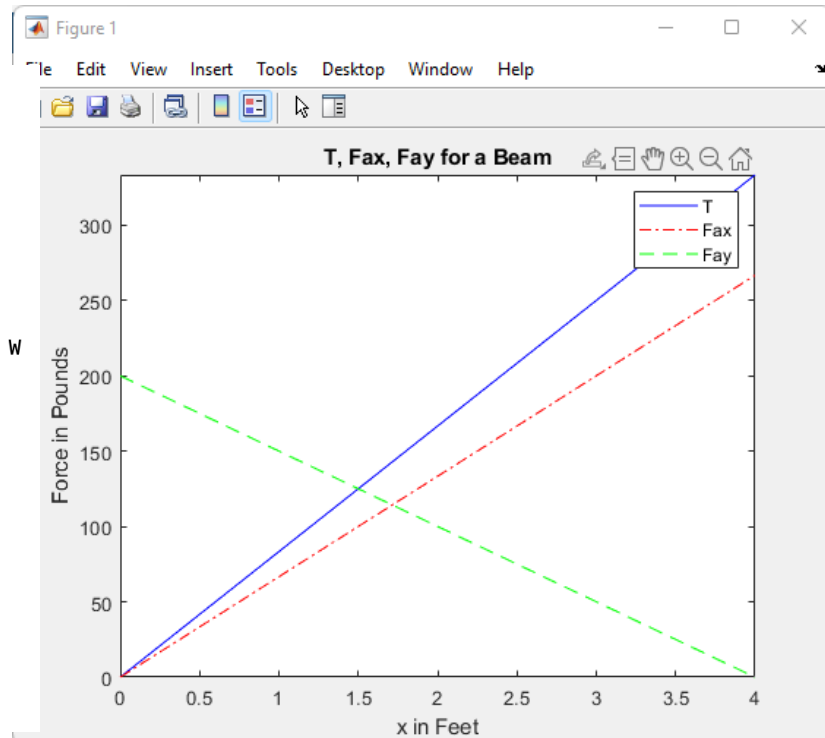 Figure 1
File Edit View Insert Tools Desktop Window Help
T, Fax, Fay for a Beam
T
Fax
Fay
300
250
200
150
100
50
0
W
Force in Pounds
0 0.5 1 1.5 2 2.5 3 3.5 4
x in Feet